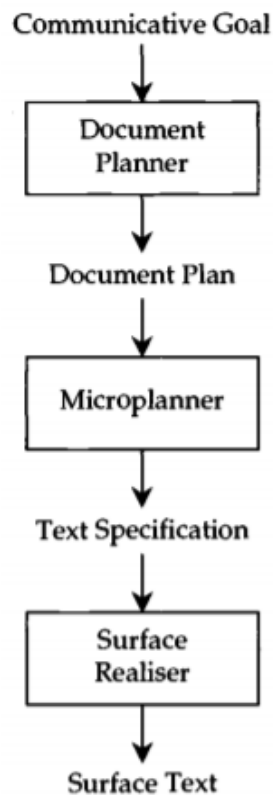 Communicative Goal
Document
Planner
Document Plan
Microplanner
Text Specification
Surface
Realiser
Surface Text